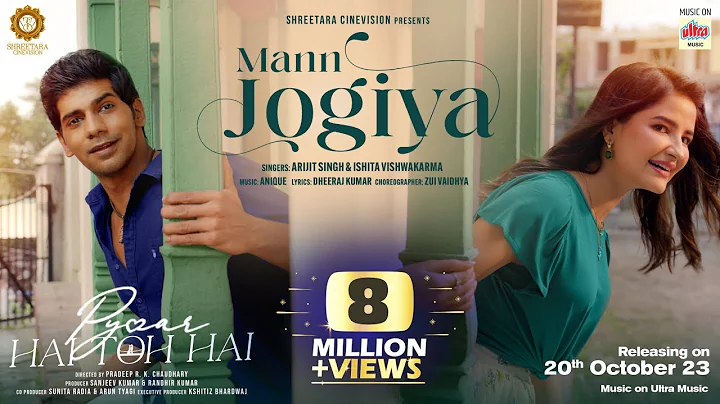 SHREETARA
CINEVISION
SHREETARA CINEVISION PRESENTS
MUSIC ON
ultra
MUSIC
Mann
Jogiya
SINGERS: ARIJIT SINGH & ISHITA VISHWAKARMA
MUSIC: ANIQUE LYRICS: DHEERAJ KUMAR CHOREOGRAPHER: ZUI VAIDHYA
8
MILLION
+VIEWS
Pyaar
HAI TOH HAI
DIRECTED BY PRADEEP R. K. CHAUDHARY
PRODUCER SANJEEV KUMAR & RANDHIR KUMAR
CO PRODUCER SUNITA RADIA & ARUN TYAGI EXECUTIVE PRODUCER KSHITIZ BHARDWAJ
Releasing on
20th October 23
Music on Ultra Music